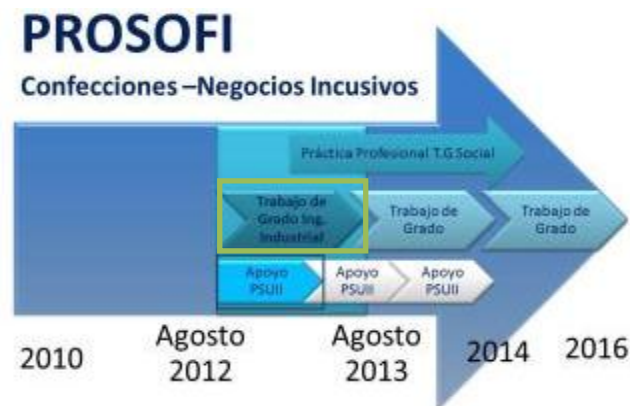 PROSOFI
Confecciones –Negocios Incusivos
Práctica Profesional T.G Social
Trabajo de
Grado Ing.
Industrial
Trabajo de
Grado
Trabajo de
Grado
Apoyo
PSUII
Apoyo
PSUII
Apoyo
PSUII
2010
Agosto
2012
Agosto
2013
2014
2016